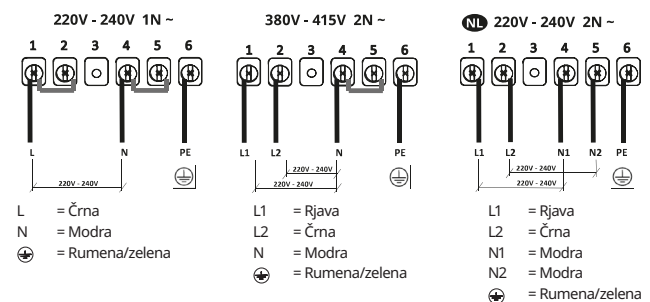 220V - 240V 1N ~
1 2 3 4 5 6
L N PE
220V - 240V
L = Črna
N = Modra
= Rumena/zelena
380V - 415V 2N ~
1 2 3 4 5 6
L1 L2 N PE
220V - 240V
220V - 240V
L1 = Rjava
L2 = Črna
N = Modra
= Rumena/zelena
NL 220V - 240V 2N ~
1 2 3 4 5 6
L1 L2 N1 N2 PE
220V - 240V
220V - 240V
L1 = Rjava
L2 = Črna
N1 = Modra
N2 = Modra
= Rumena/zelena